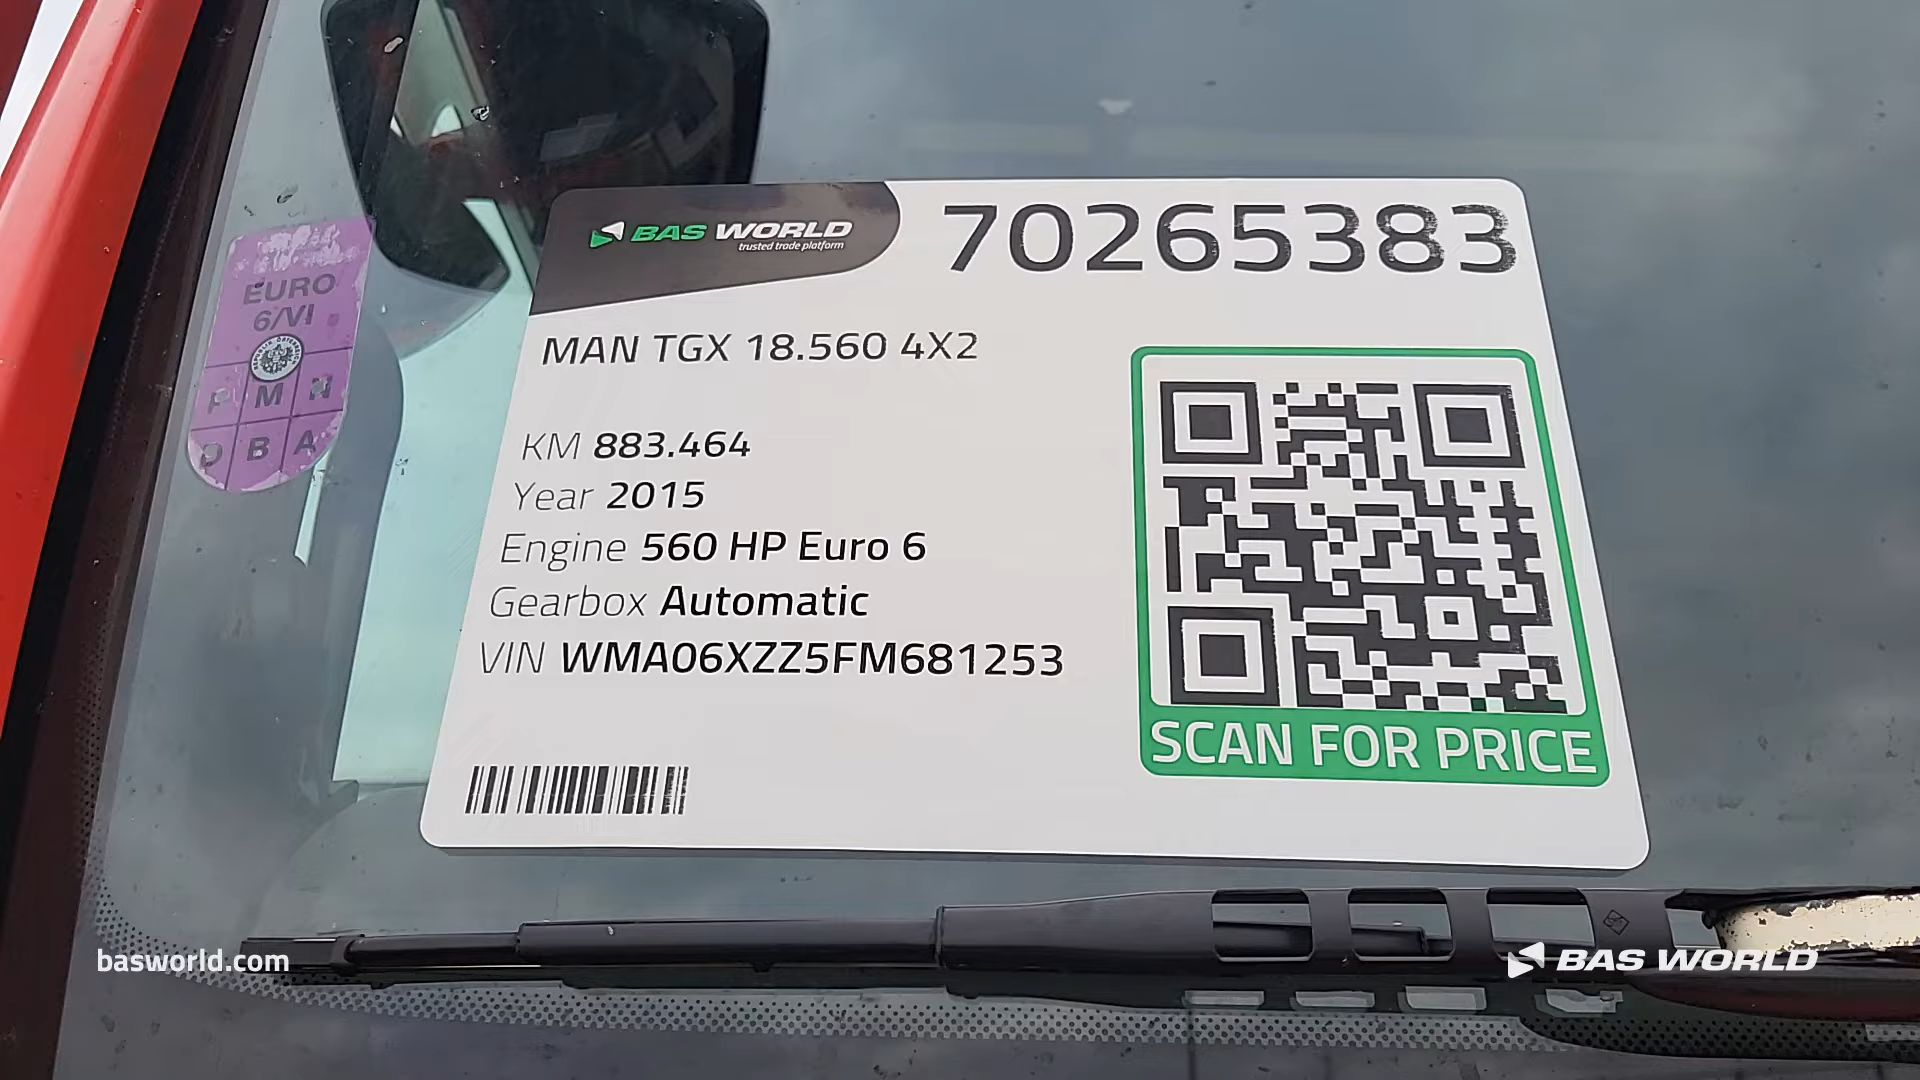 BAS WORLD
trusted trade platform
70265383
MAN TGX 18.560 4X2
KM 883.464
Year 2015
Engine 560 HP Euro 6
Gearbox Automatic
VIN WMA06XZZ5FM681253
SCAN FOR PRICE
EURO
6/VI
P M N
D B A
basworld.com
BAS WORLD